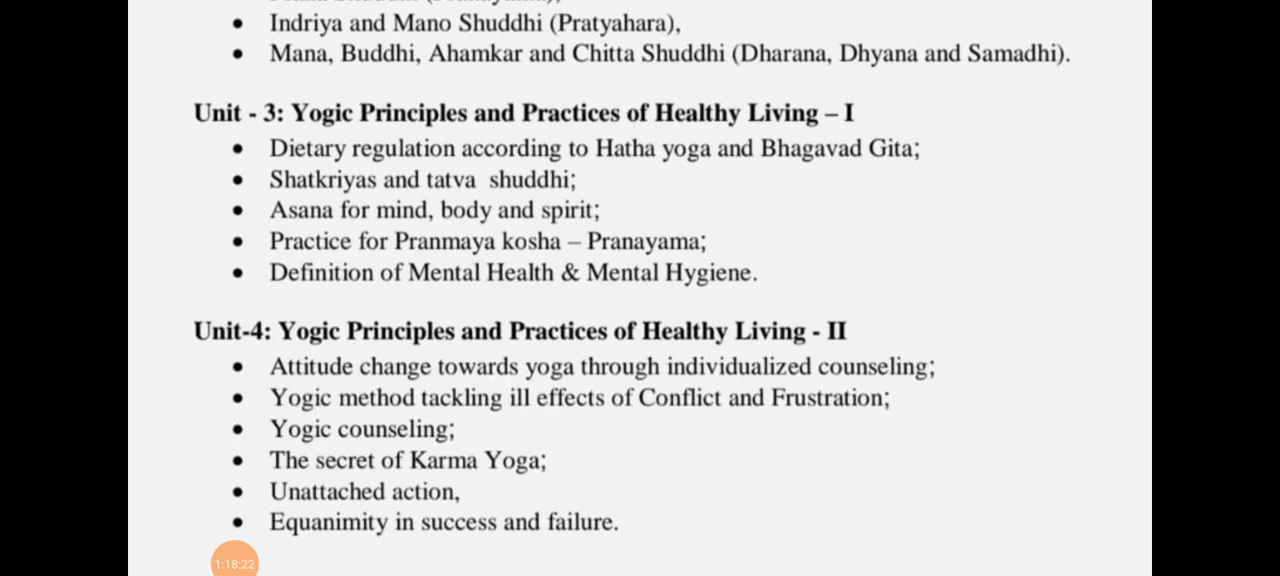 • Indriya and Mano Shuddhi (Pratyahara),
• Mana, Buddhi, Ahamkar and Chitta Shuddhi (Dharana, Dhyana and Samadhi).
Unit - 3: Yogic Principles and Practices of Healthy Living – I
• Dietary regulation according to Hatha yoga and Bhagavad Gita;
• Shatkriyas and tatva  shuddhi;
• Asana for mind, body and spirit;
• Practice for Pranmaya kosha – Pranayama;
• Definition of Mental Health & Mental Hygiene.
Unit-4: Yogic Principles and Practices of Healthy Living - II
• Attitude change towards yoga through individualized counseling;
• Yogic method tackling ill effects of Conflict and Frustration;
• Yogic counseling;
• The secret of Karma Yoga;
• Unattached action,
• Equanimity in success and failure.
1:18:22